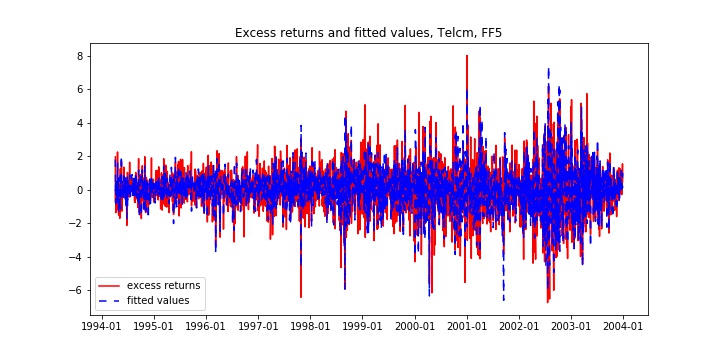 Excess returns and fitted values, Telcm, FF5
8
6
4
2
0
−2
−4
−6
excess returns
fitted values
1994-01 1995-01 1996-01 1997-01 1998-01 1999-01 2000-01 2001-01 2002-01 2003-01 2004-01